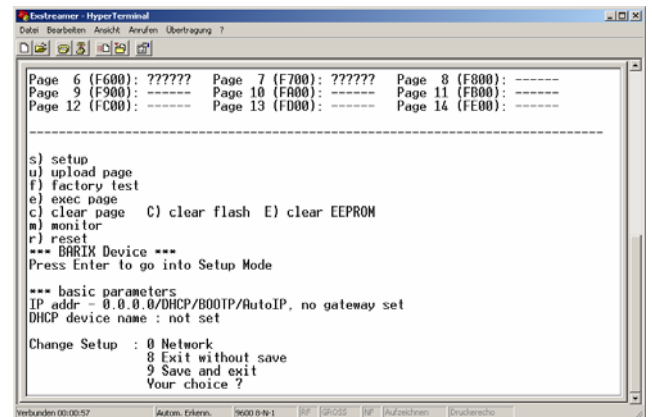 Exstreamer - HyperTerminal
Datei Bearbeiten Ansicht Anrufen Übertragung ?
Page 6 (F600): ?????? Page 7 (F700): ?????? Page 8 (F800): ------
Page 9 (F900): ------ Page 10 (FA00): ------ Page 11 (FB00): ------
Page 12 (FC00): ------ Page 13 (FD00): ------ Page 14 (FE00): ------
--------------------------------------------------------------------------------
s) setup
u) upload page
f) factory test
e) exec page
c) clear page C) clear flash E) clear EEPROM
m) monitor
r) reset
*** BARIX Device ***
Press Enter to go into Setup Mode
*** basic parameters
IP addr - 0.0.0.0/DHCP/BOOTP/AutoIP, no gateway set
DHCP device name : not set
Change Setup : 0 Network
8 Exit without save
9 Save and exit
Your choice ?
Verbunden 00:00:57 Autom. Erkenn. 9600 8-N-1 RF GROSS NF Aufzeichnen Druckerecho